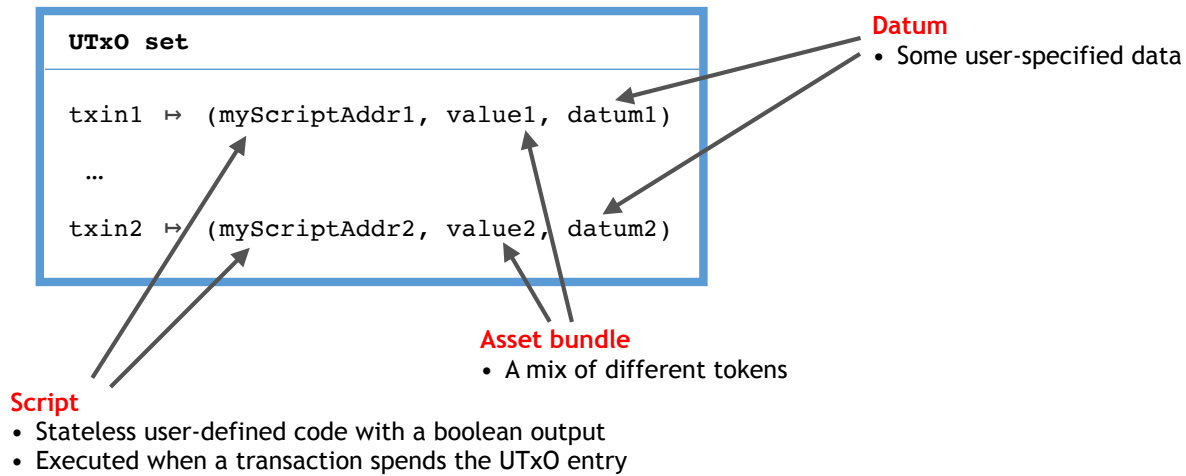 UTxO set
Datum
• Some user-specified data
txin1 ↦ (myScriptAddr1, value1, datum1)
…
txin2 ↦ (myScriptAddr2, value2, datum2)
Asset bundle
• A mix of different tokens
Script
• Stateless user-defined code with a boolean output
• Executed when a transaction spends the UTxO entry